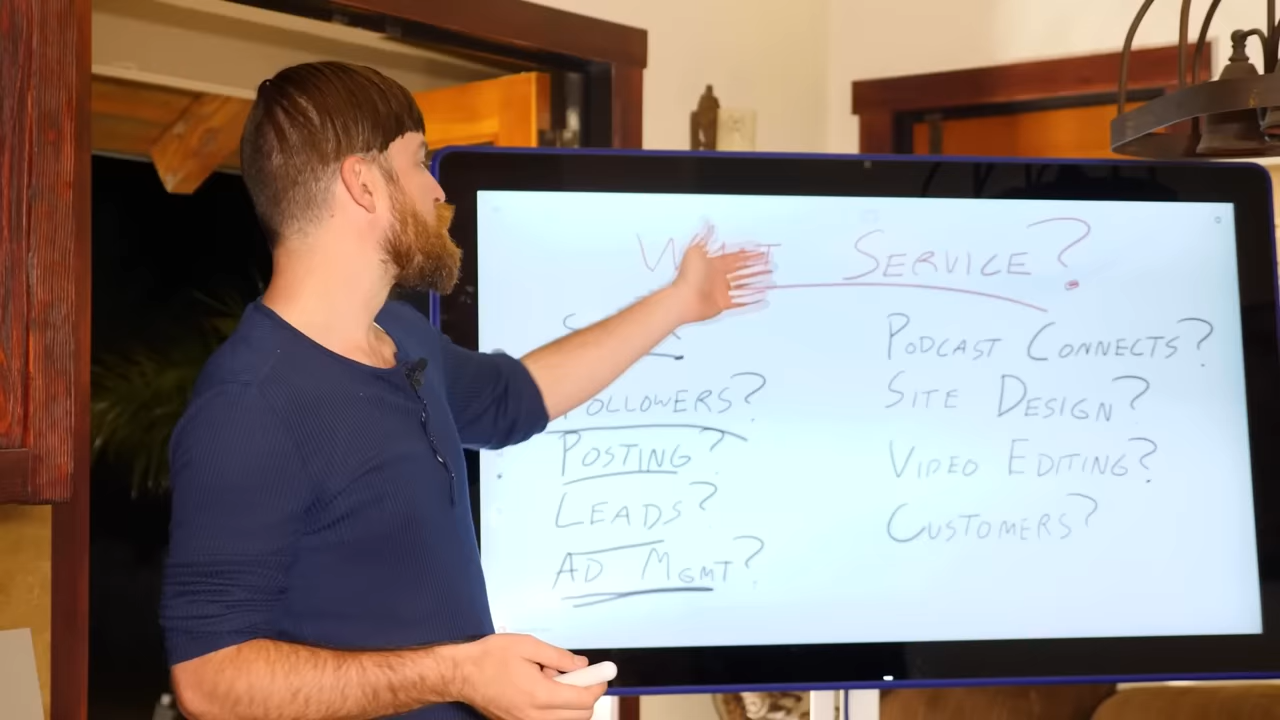 SERVICE?
FOLLOWERS?
POSTING?
LEADS?
AD MGMT?
PODCAST CONNECTS?
SITE DESIGN?
VIDEO EDITING?
CUSTOMERS?